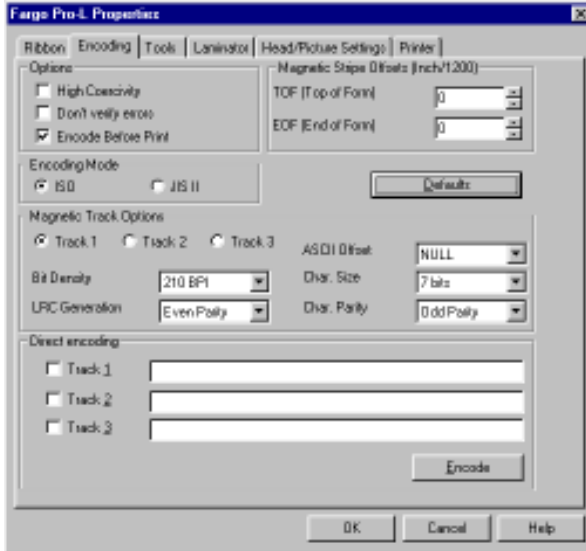 Fargo Pro-L Properties
Ribbon Encoding Tools Laminator Head/Picture Settings Printer
Options
High Coercivity
Don't verify errors
Encode Before Print
Magnetic Stripe Offsets (Inch/1200)
TOF (Top of Form) 0
EOF (End of Form) 0
Encoding Mode
ISO JIS II
Defaults
Magnetic Track Options
Track 1 Track 2 Track 3
ASCII Offset NULL
Bit Density 210 BPI
Char. Size 7 bits
LRC Generation Even Parity
Char. Parity Odd Parity
Direct encoding
Track 1
Track 2
Track 3
Encode
OK Cancel Help